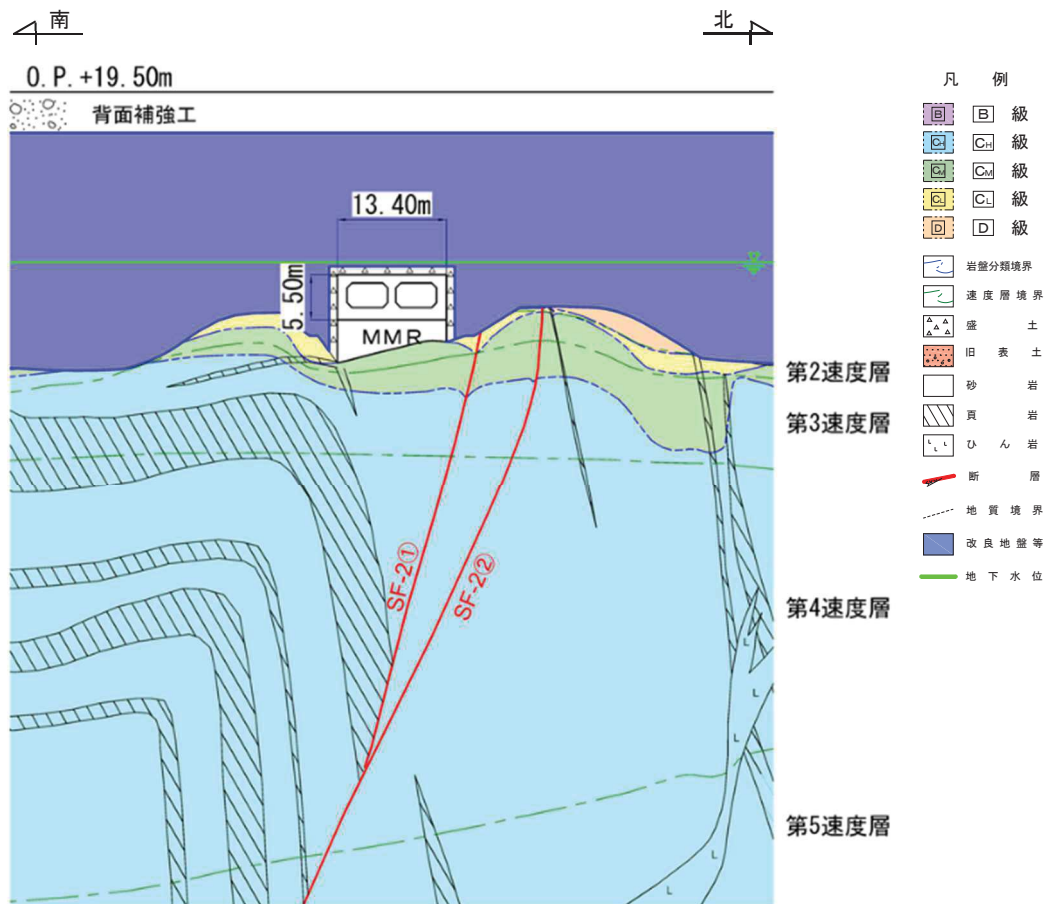 南
北
O.P.+19.50m
背面補強工
13.40m
5.50m
MMR
SF-2①
SF-2②
第2速度層
第3速度層
第4速度層
第5速度層
凡 例
B B 級
CH CH 級
CM CM 級
CL CL 級
D D 級
岩盤分類境界
速度層境界
盛 土
旧 表 土
砂 岩
頁 岩
ひ ん 岩
断 層
地 質 境 界
改 良 地 盤 等
地 下 水 位